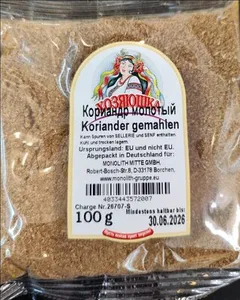 ХОЗЯЮШКА
Кориандр молотый
Koriander gemahlen
Kann Spuren von SELLERIE und SENF enthalten
Kühl und trocken lagern
Ursprungsland: EU und nicht EU.
Abgepackt in Deutschland für:
MONOLITH MITTE GMBH,
Robert-Bosch-Str.8, D-33178 Borchen,
www.monolith-gruppe.eu
4033443572007
Charge Nr.26707-S
Mindestens haltbar bis:
100 g
30.06.2026